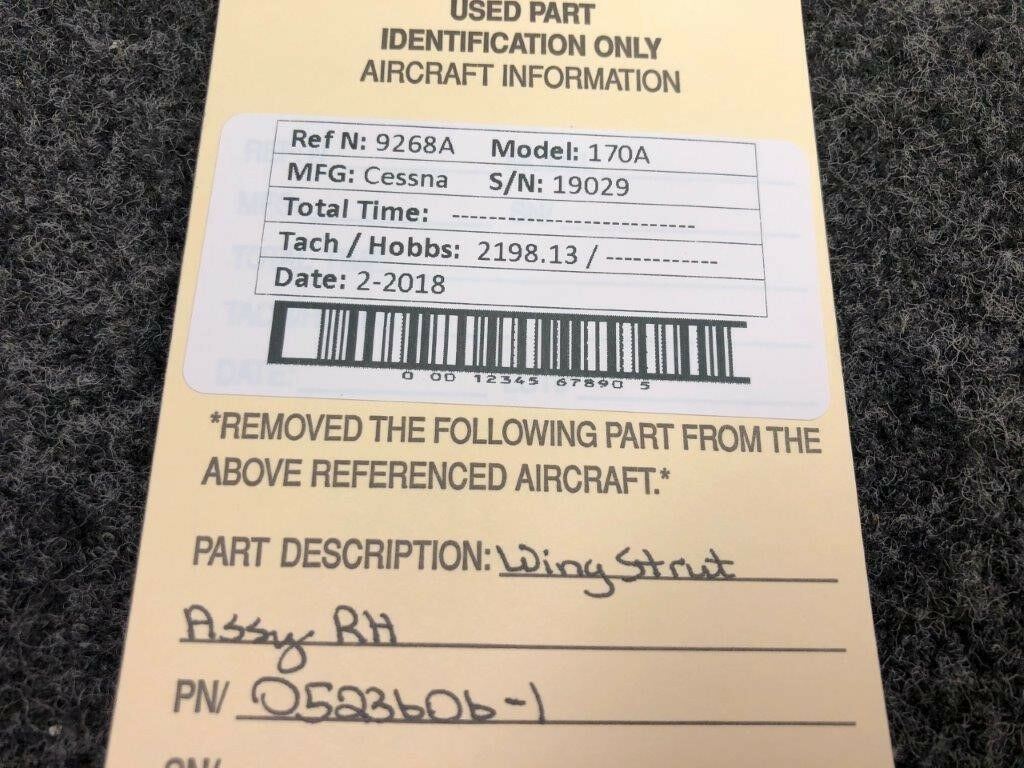 USED PART
IDENTIFICATION ONLY
AIRCRAFT INFORMATION
Ref N: 9268A Model: 170A
MFG: Cessna S/N: 19029
Total Time: -------------------------
Tach / Hobbs: 2198.13 / ------------
Date: 2-2018
0 00 12345 67890 5
*REMOVED THE FOLLOWING PART FROM THE
ABOVE REFERENCED AIRCRAFT.*
PART DESCRIPTION: Wing Strut
Assy RH
PN/ 0523606-1